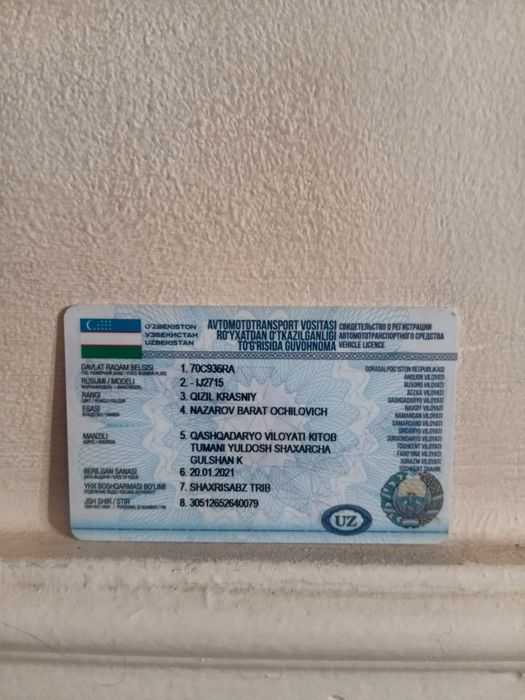 O'ZBEKISTON
ЎЗБЕКИСТАН
UZBEKISTAN
AVTOMOTOTRANSPORT VOSITASI
RO'YXATDAN O'TKAZILGANLIGI
TO'G'RISIDA GUVOHNOMA
СВИДЕТЕЛЬСТВО О РЕГИСТРАЦИИ
АВТОМОТОТРАНСПОРТНОГО СРЕДСТВА
VEHICLE LICENCE
DAVLAT RAQAM BELGISI 1. 70C936RA
RUSUMI / MODELI 2. - IJ2715
RANGI 3. QIZIL KRASNIY
EGASI 4. NAZAROV BARAT OCHILOVICH
MANZILI 5. QASHQADARYO VILOYATI KITOB
TUMANI YULDOSH SHAXARCHA
GULSHAN K
BERILGAN SANASI 6. 20.01.2021
YHX BOSHQARMASI BO'LIMI 7. SHAXRISABZ TRIB
JSH SHIR / STIR 8. 30512652640079
QORAQALPOG'ISTON RESPUBLIKASI
ANDIJON VILOYATI
BUXORO VILOYATI
JIZZAX VILOYATI
QASHQADARYO VILOYATI
NAVOIY VILOYATI
NAMANGAN VILOYATI
SAMARQAND VILOYATI
SIRDARYO VILOYATI
SURXONDARYO VILOYATI
TOSHKENT VILOYATI
FARG'ONA VILOYATI
XORAZM VILOYATI
TOSHKENT SHAHRI
UZ